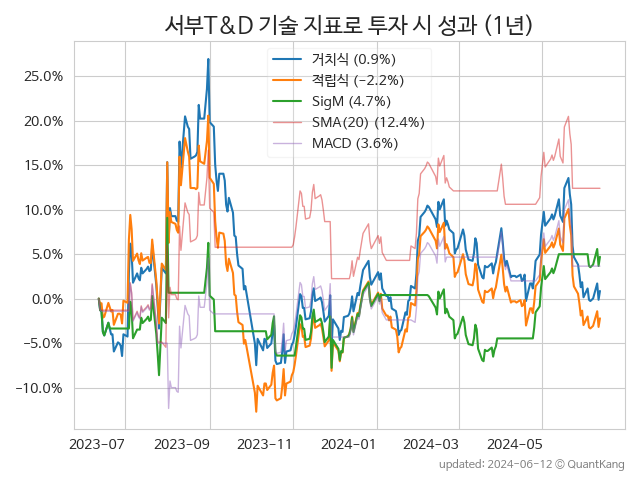 서부T&D 기술 지표로 투자 시 성과 (1년)
거치식 (0.9%)
적립식 (-2.2%)
SigM (4.7%)
SMA(20) (12.4%)
MACD (3.6%)
25.0%
20.0%
15.0%
10.0%
5.0%
0.0%
−5.0%
−10.0%
2023-07 2023-09 2023-11 2024-01 2024-03 2024-05
updated: 2024-06-12 © QuantKang